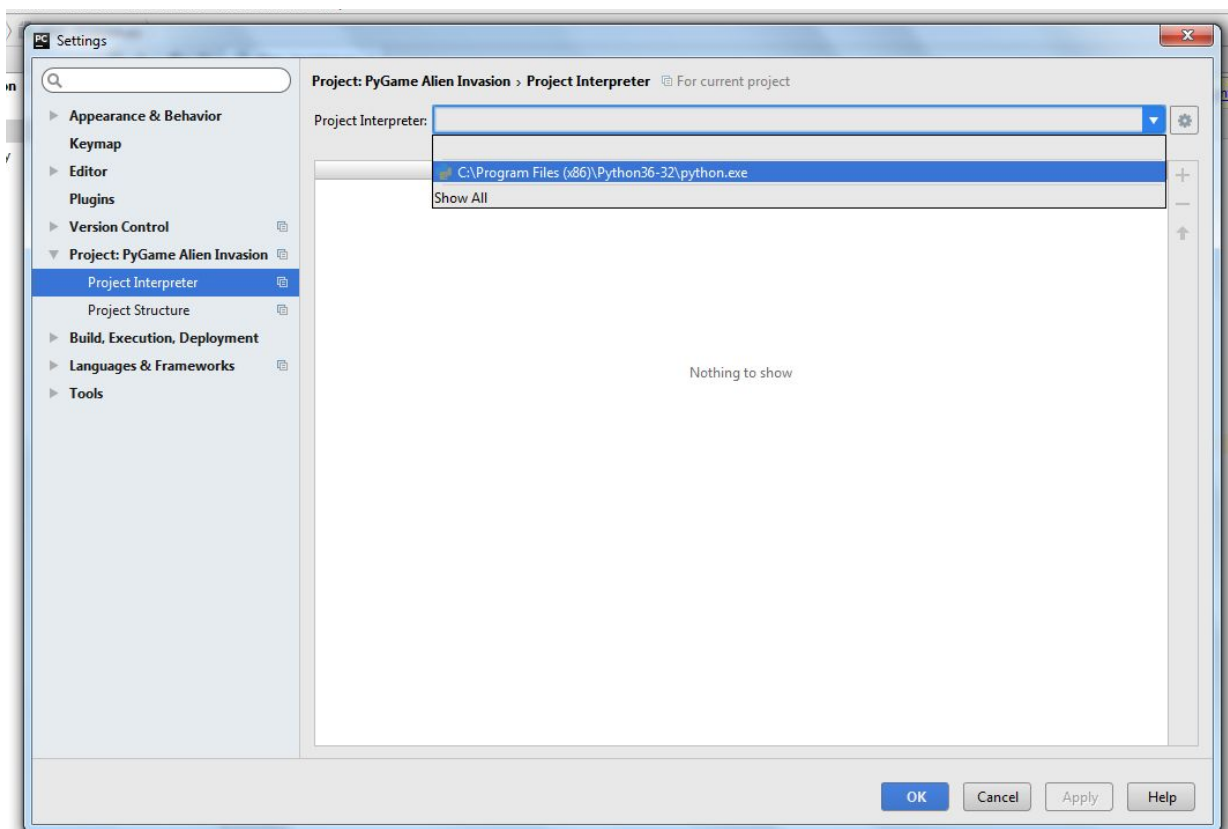 PC Settings
Project: PyGame Alien Invasion › Project Interpreter For current project
Appearance & Behavior
Keymap
Editor
Plugins
Version Control
Project: PyGame Alien Invasion
Project Interpreter
Project Structure
Build, Execution, Deployment
Languages & Frameworks
Tools
Project Interpreter:
C:\Program Files (x86)\Python36-32\python.exe
Show All
Nothing to show
OK Cancel Apply Help